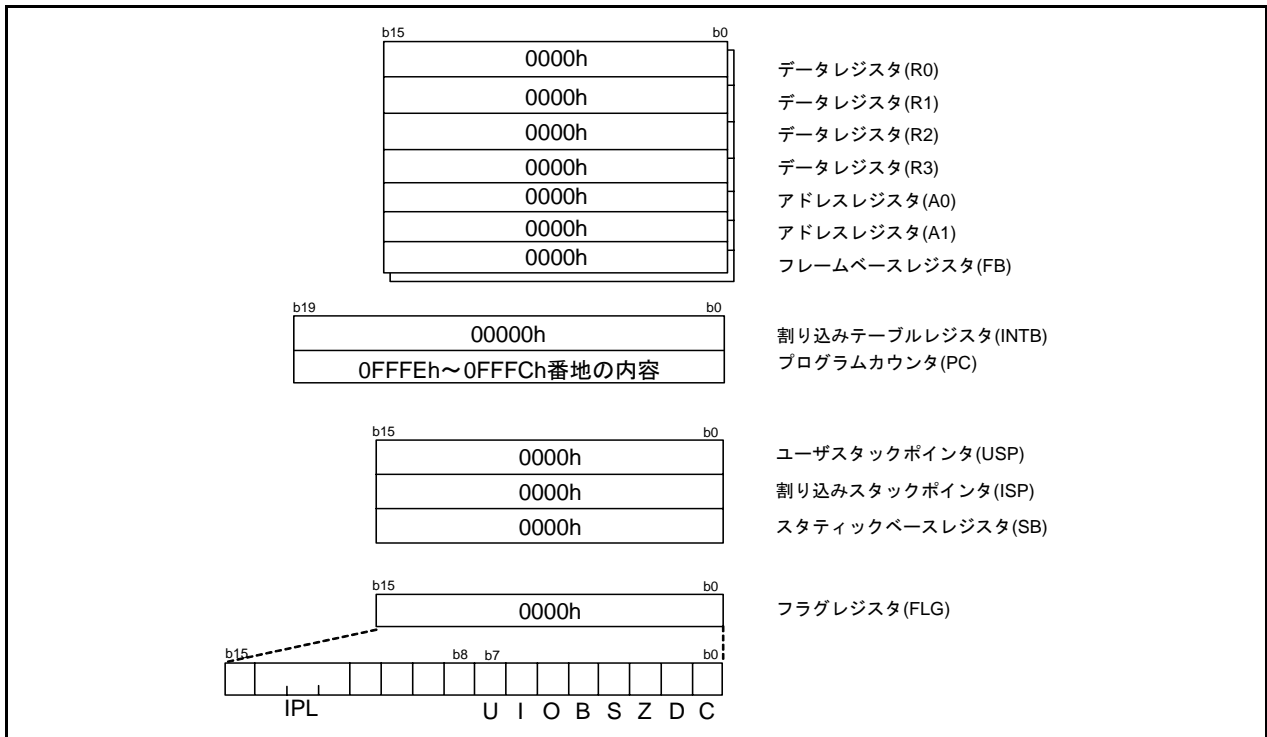 b15 b0
0000h データレジスタ(R0)
0000h データレジスタ(R1)
0000h データレジスタ(R2)
0000h データレジスタ(R3)
0000h アドレスレジスタ(A0)
0000h アドレスレジスタ(A1)
0000h フレームベースレジスタ(FB)
b19 b0
00000h 割り込みテーブルレジスタ(INTB)
0FFFEh～0FFFCh番地の内容 プログラムカウンタ(PC)
b15 b0
0000h ユーザスタックポインタ(USP)
0000h 割り込みスタックポインタ(ISP)
0000h スタティックベースレジスタ(SB)
b15 b0
0000h フラグレジスタ(FLG)
b15 b8 b7 b0
IPL U I O B S Z D C